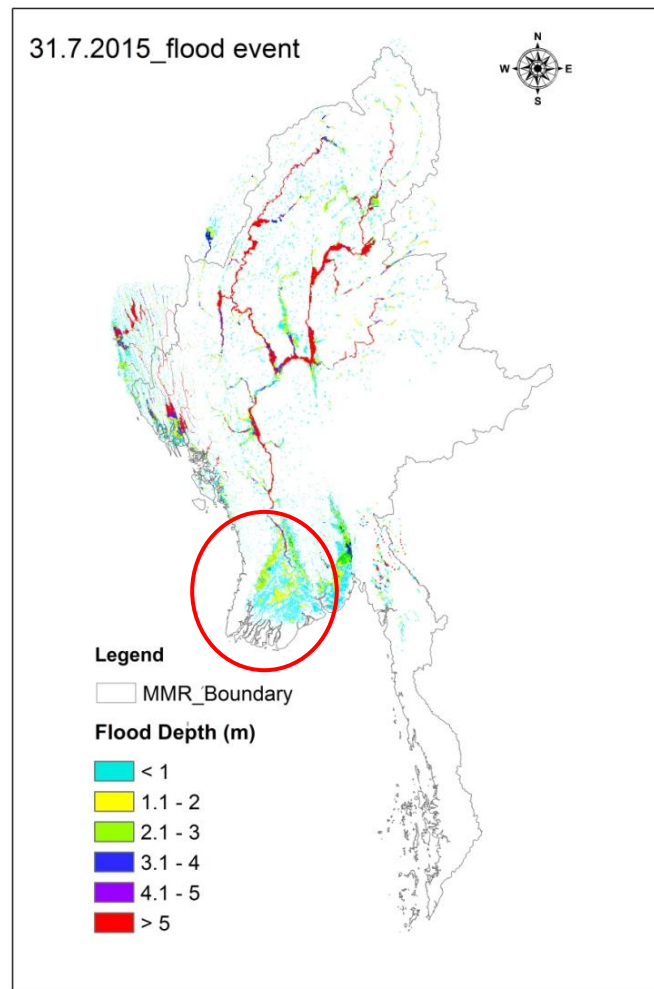 31.7.2015_flood event
N
W E
S
Legend
MMR_Boundary
Flood Depth (m)
< 1
1.1 - 2
2.1 - 3
3.1 - 4
4.1 - 5
> 5